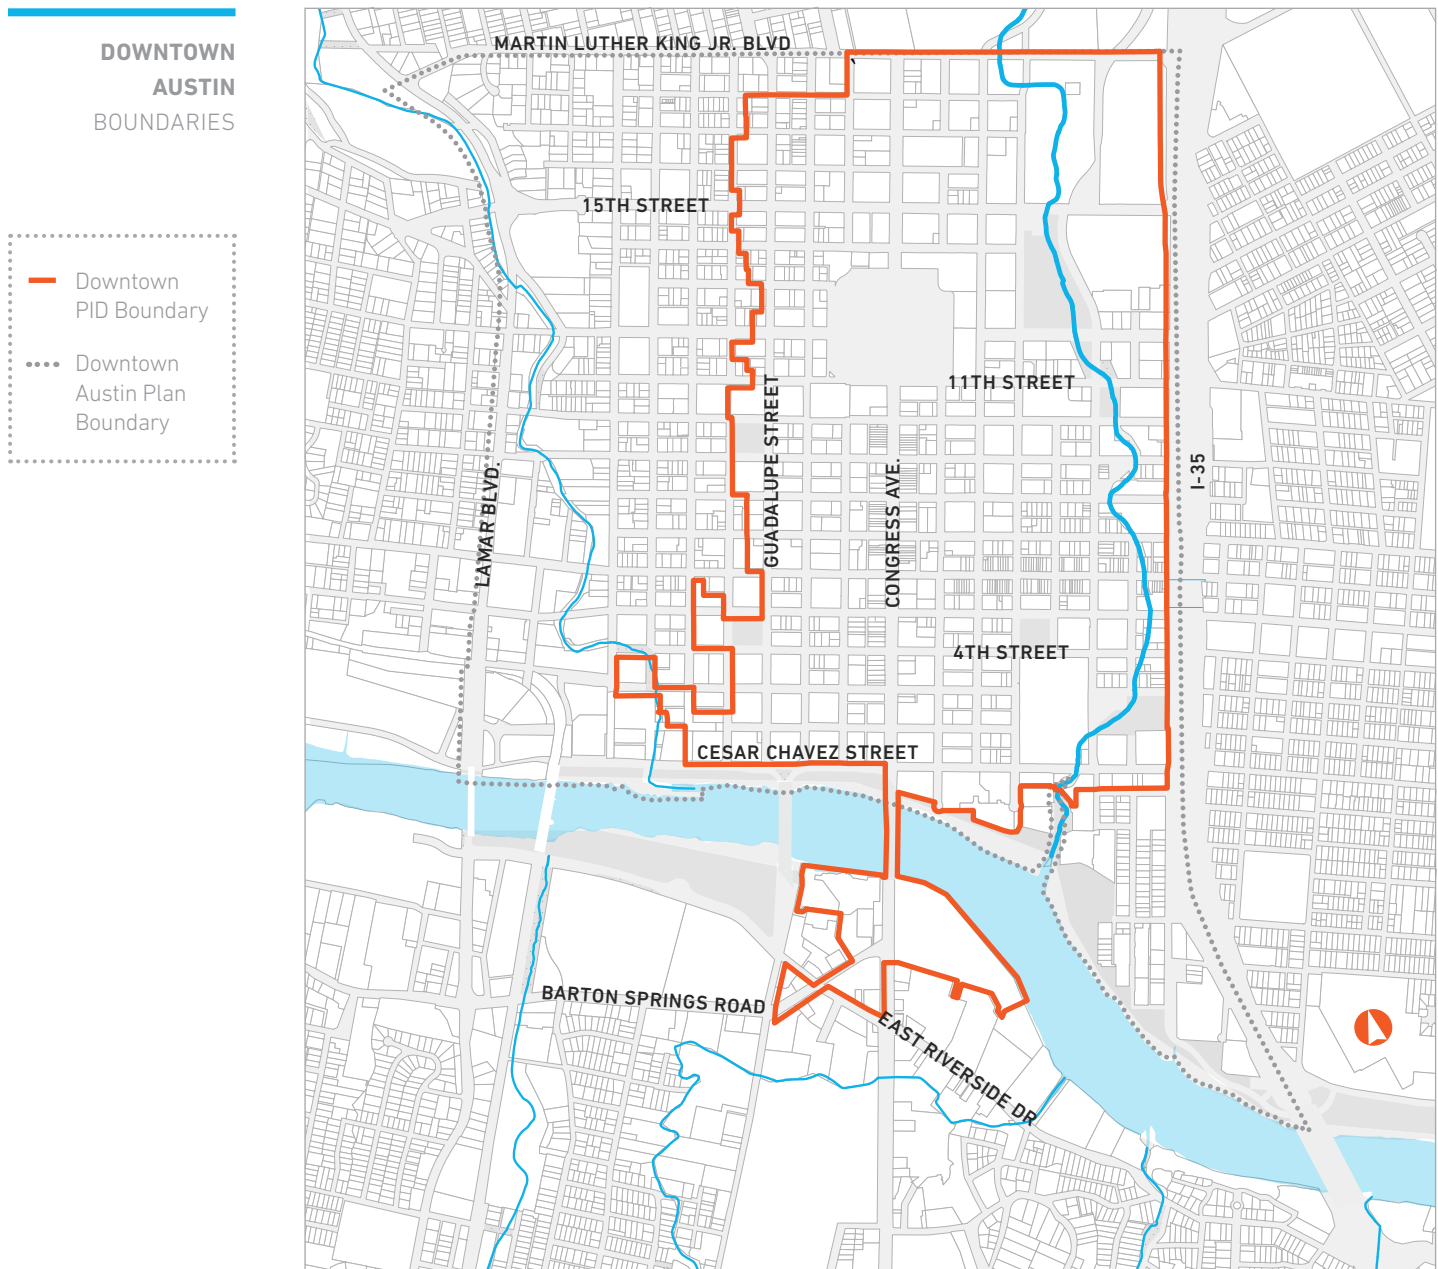 DOWNTOWN
AUSTIN
BOUNDARIES
Downtown
PID Boundary
Downtown
Austin Plan
Boundary
MARTIN LUTHER KING JR. BLVD
15TH STREET
11TH STREET
GUADALUPE STREET
CONGRESS AVE.
LAMAR BLVD.
I-35
4TH STREET
CESAR CHAVEZ STREET
BARTON SPRINGS ROAD
EAST RIVERSIDE DR